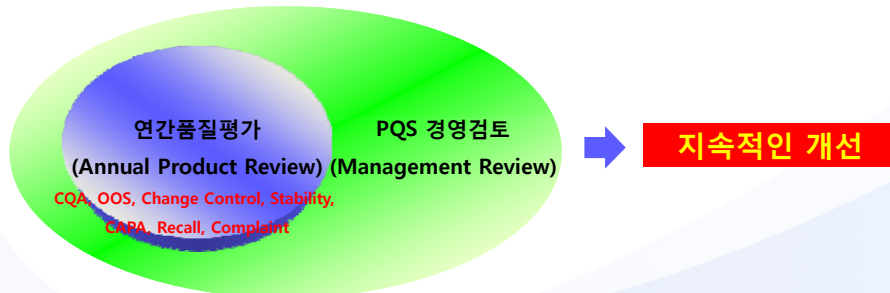 연간품질평가
(Annual Product Review)
CQA, OOS, Change Control, Stability,
CAPA, Recall, Complaint
PQS 경영검토
(Management Review)
지속적인 개선